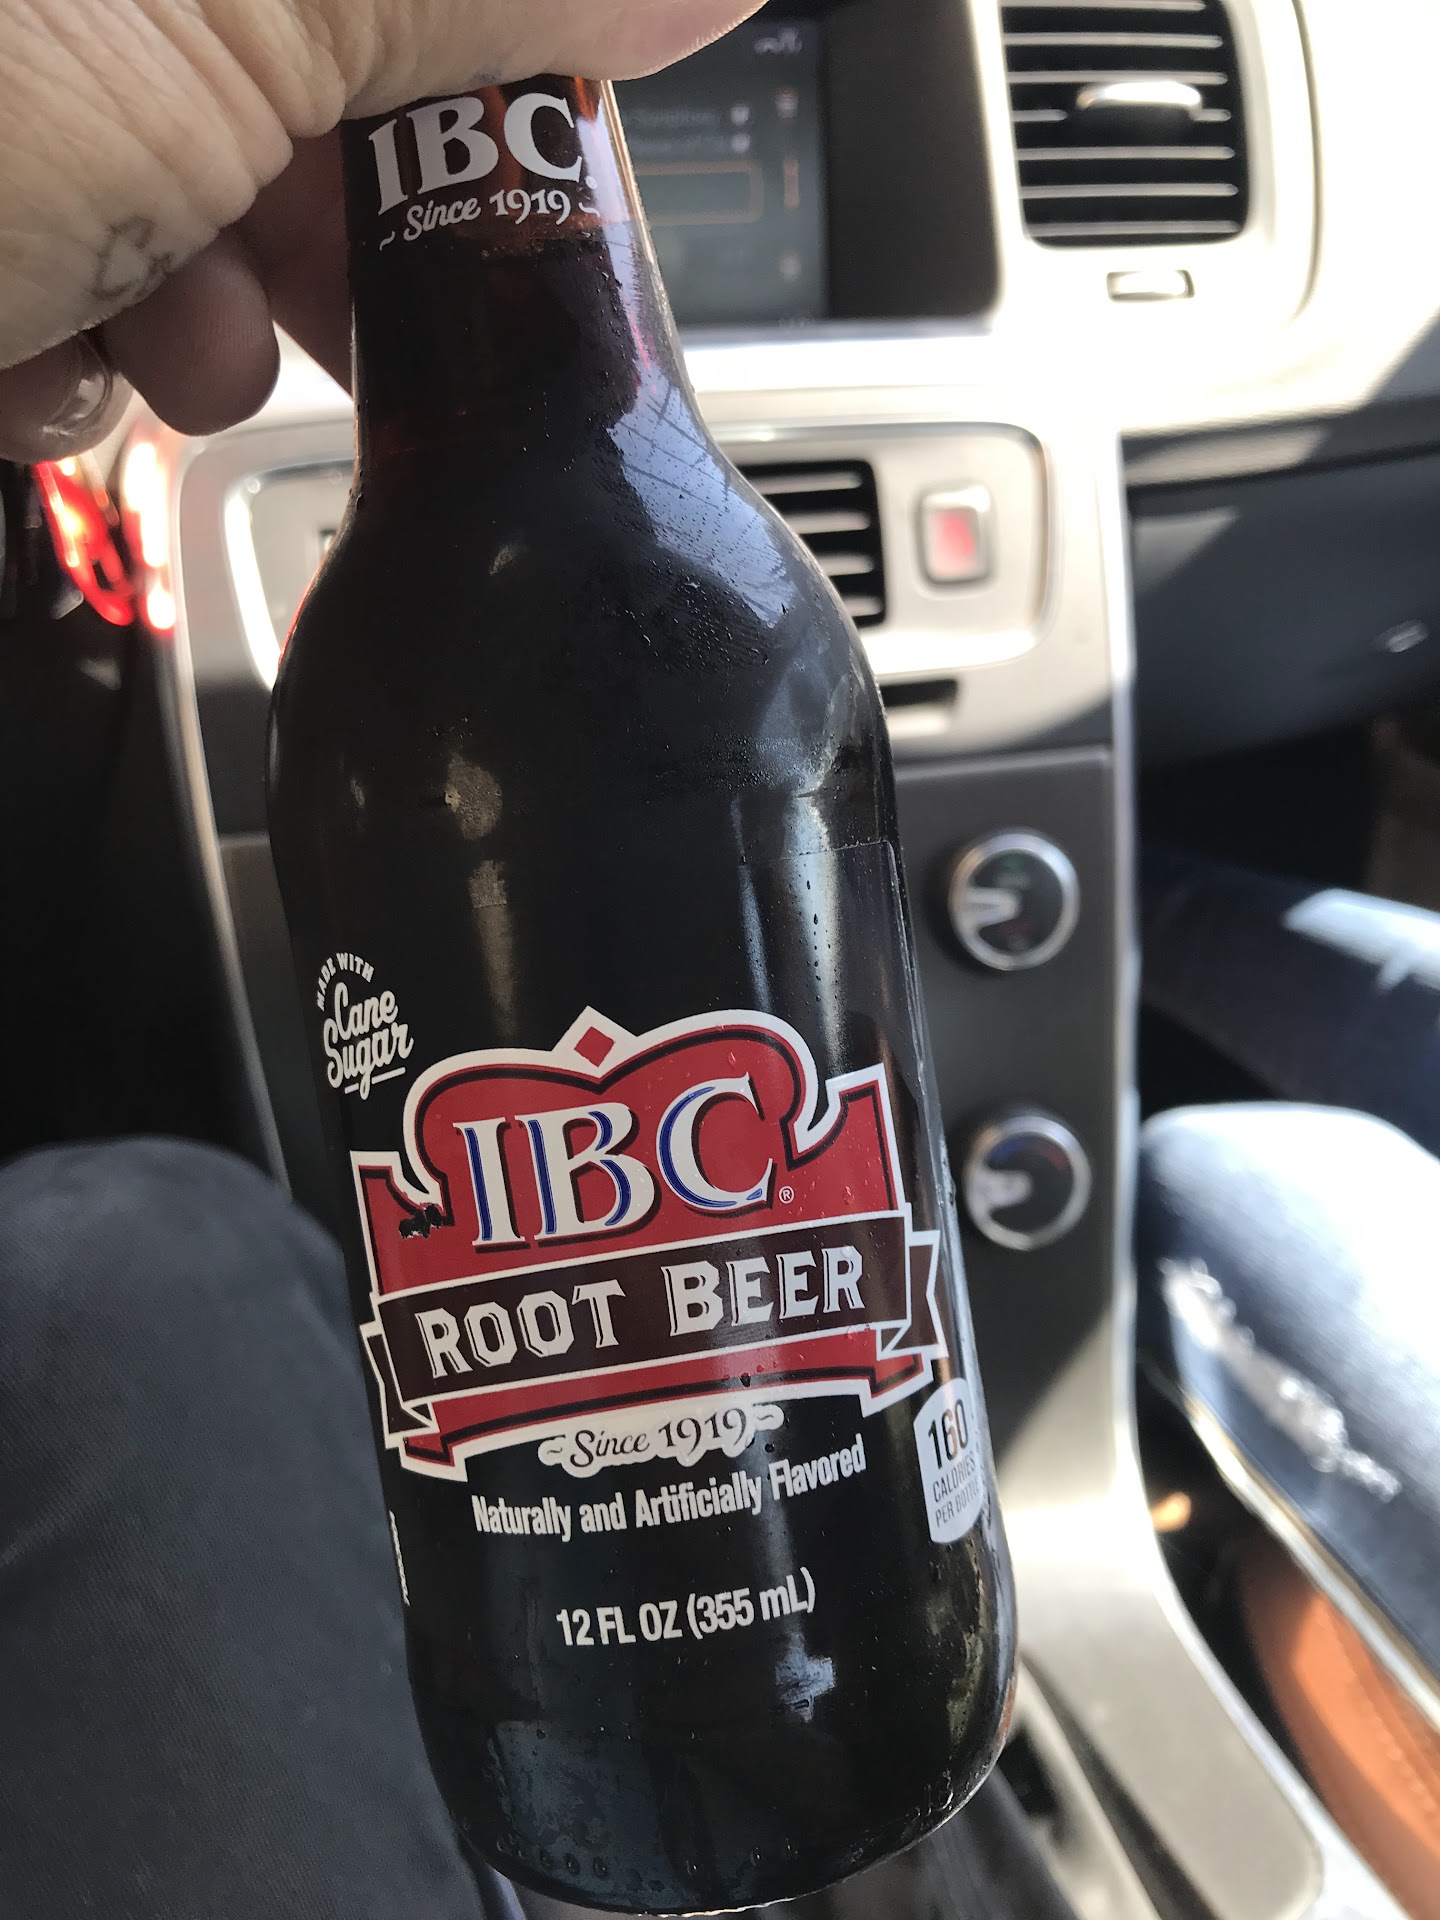 IBC®
~ Since 1919 ~
MADE WITH
Cane
Sugar
IBC®
ROOT BEER
~Since 1919~
Naturally and Artificially Flavored
160
CALORIES
PER BOTTLE
12 FL OZ (355 mL)